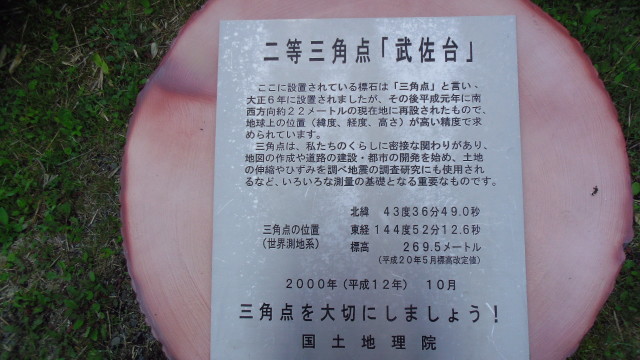 二等三角点「武佐台」
ここに設置されている標石は「三角点」と言い、
大正6年に設置されましたが、その後平成元年に南
西方向約22メートルの現在地に再設されたもので、
地球上の位置（緯度、経度、高さ）が高い精度で求
められています。
三角点は、私たちのくらしに密接な関わりがあり、
地図の作成や道路の建設・都市の開発を始め、土地
の伸縮やひずみを調べ地震の調査研究にも使用され
るなど、いろいろな測量の基礎となる重要なものです。
北緯 43度36分49.0秒
三角点の位置 東経 144度52分12.6秒
（世界測地系） 標高 269.5メートル
（平成20年5月標高改定値）
2000年（平成12年） 10月
三角点を大切にしましょう！
国土地理院